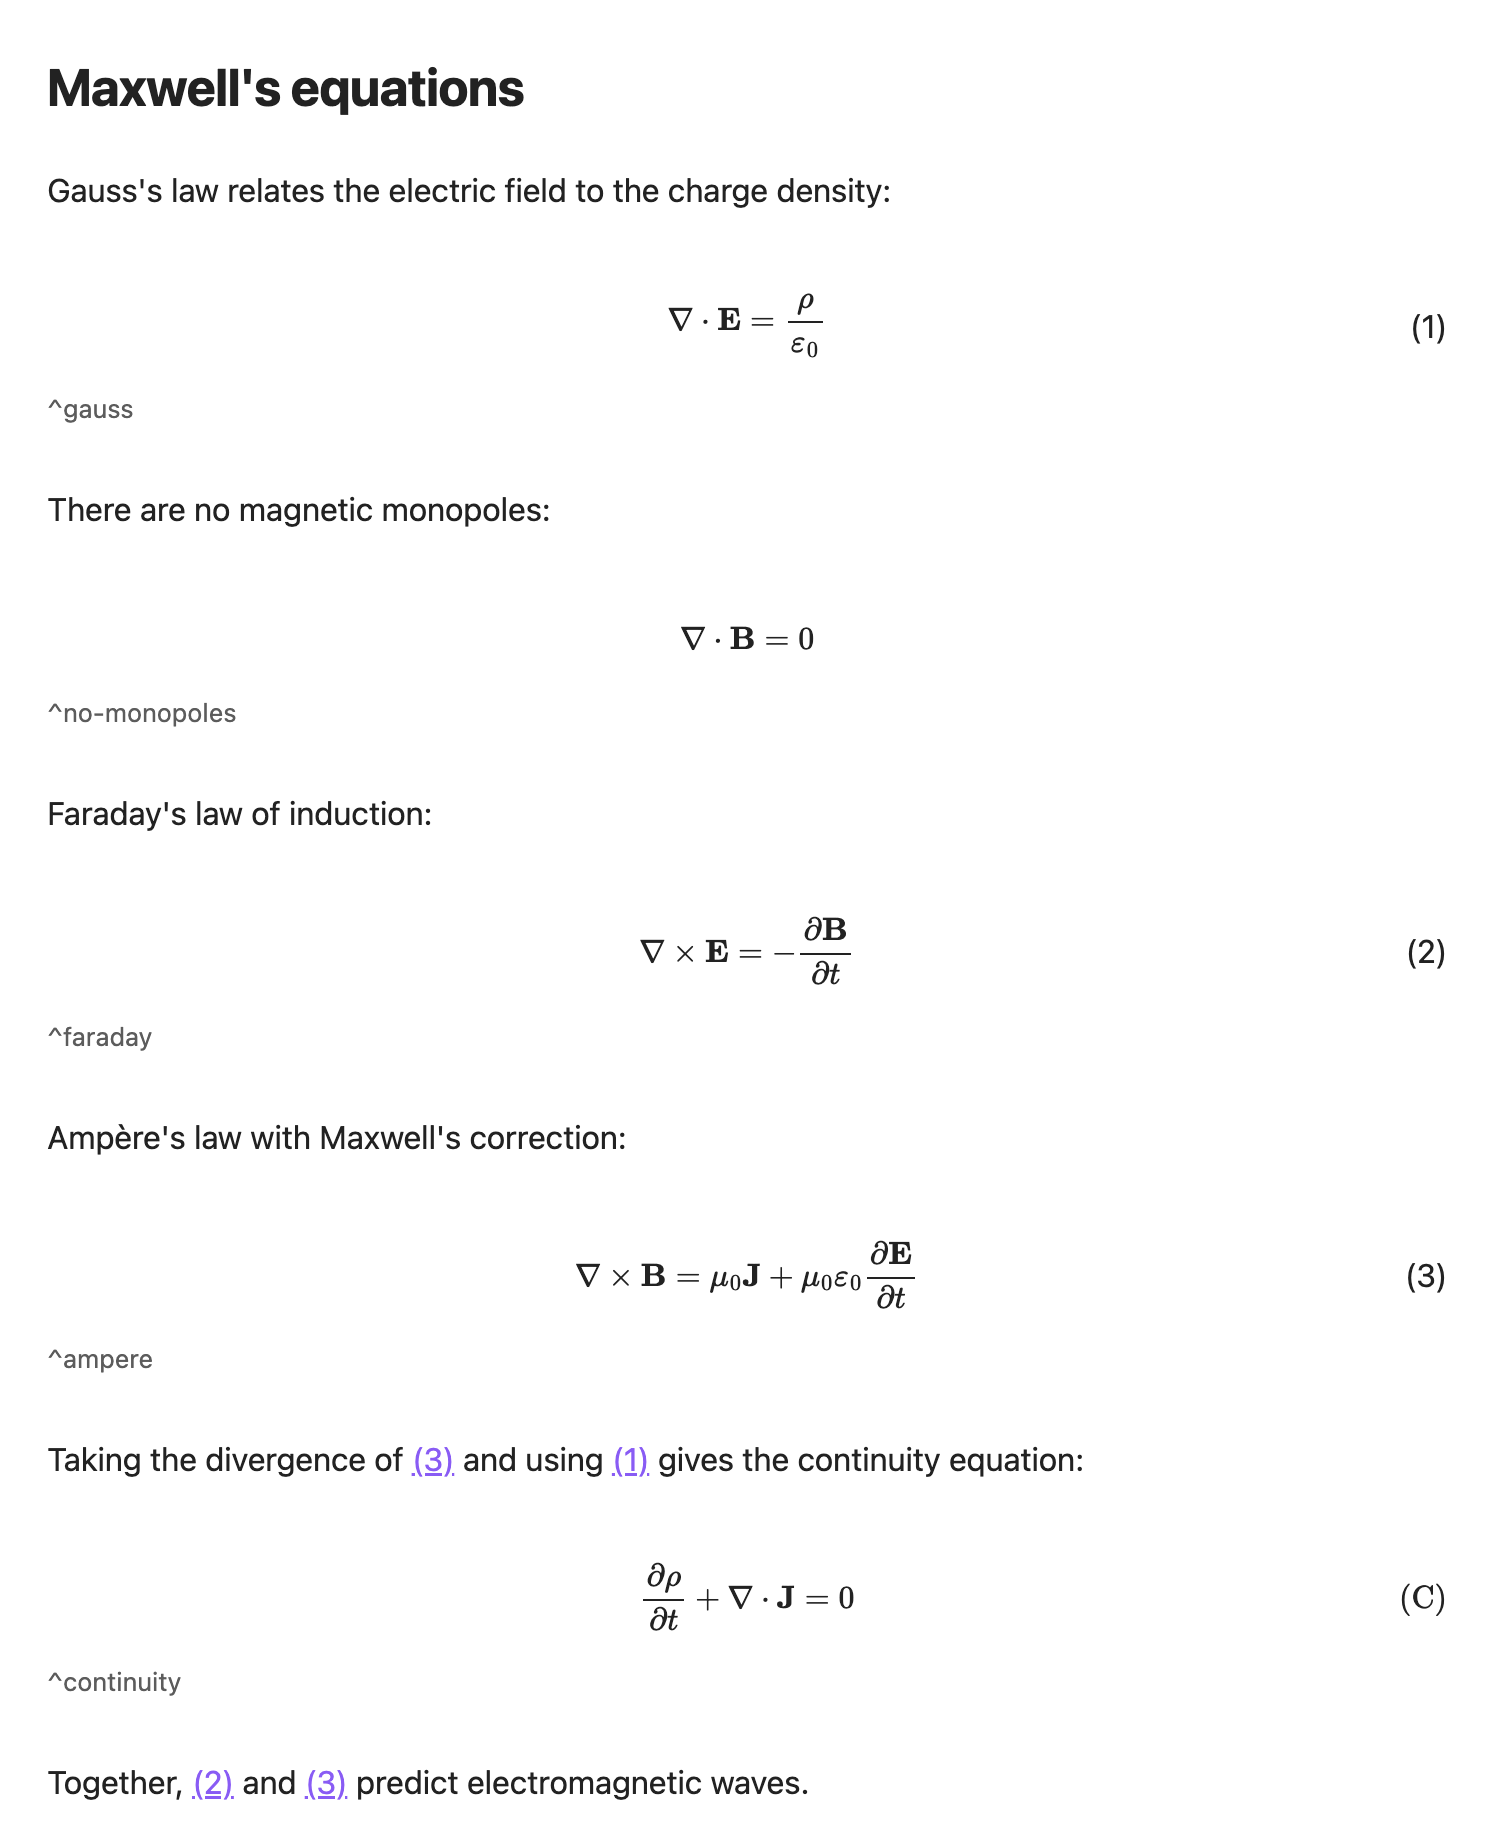 Maxwell's equations
Gauss's law relates the electric field to the charge density:
∇ · E = ρ/ε₀ (1)
^gauss
There are no magnetic monopoles:
∇ · B = 0
^no-monopoles
Faraday's law of induction:
∇ × E = −∂B/∂t (2)
^faraday
Ampère's law with Maxwell's correction:
∇ × B = μ₀J + μ₀ε₀ ∂E/∂t (3)
^ampere
Taking the divergence of (3) and using (1) gives the continuity equation:
∂ρ/∂t + ∇ · J = 0 (C)
^continuity
Together, (2) and (3) predict electromagnetic waves.